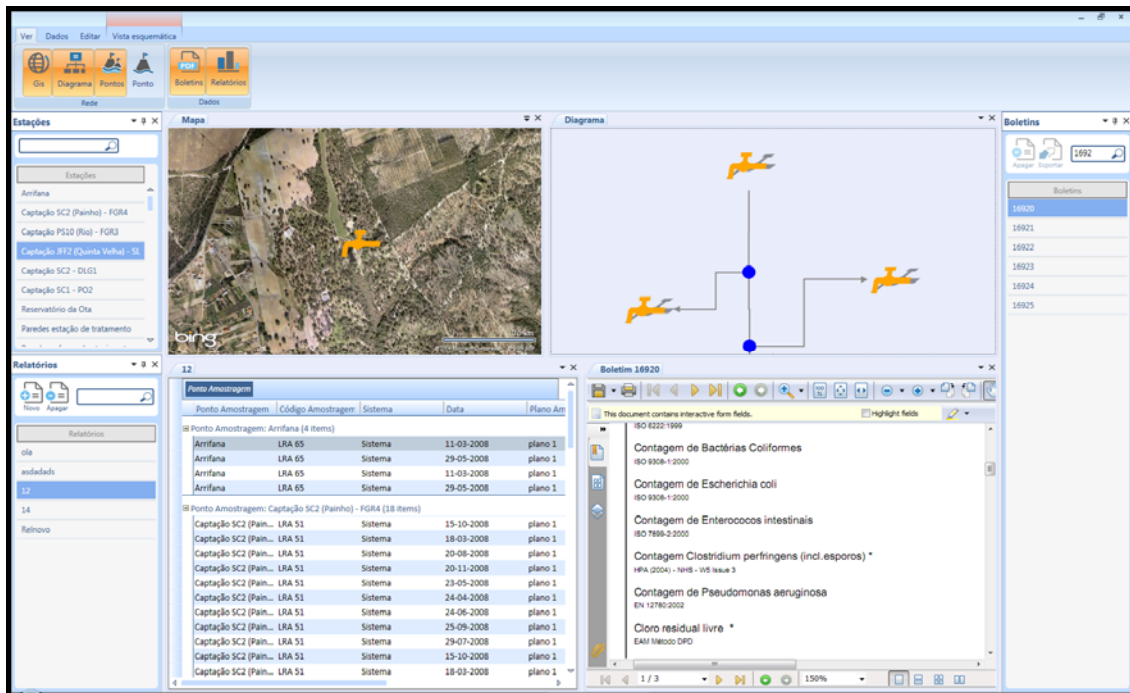 Ver Dados Editar Vista esquemática
Gis Diagrama Pontos Ponto Boletins Relatórios
PDF
Rede Dados
Estações
Estações
Arrifana
Captação SC2 (Painho) - FGR4
Captação PS10 (Rio) - FGR3
Captação JFF2 (Quinta Velha) - SL
Captação SC2 - DLG1
Captação SC1 - PO2
Reservatório da Ota
Paredes estação de tratamento
Relatórios
Novo Apagar
Relatórios
ola
asdadads
12
14
Relnovo
Mapa
bing
Diagrama
12
Ponto Amostragem
Ponto Amostragem Código Amostragem Sistema Data Plano Am
Ponto Amostragem: Arrifana (4 items)
Arrifana LRA 65 Sistema 11-03-2008 plano 1
Arrifana LRA 65 Sistema 29-05-2008 plano 1
Arrifana LRA 65 Sistema 11-03-2008 plano 1
Arrifana LRA 65 Sistema 29-05-2008 plano 1
Ponto Amostragem: Captação SC2 (Painho) - FGR4 (18 items)
Captação SC2 (Pain... LRA 51 Sistema 15-10-2008 plano 1
Captação SC2 (Pain... LRA 51 Sistema 18-03-2008 plano 1
Captação SC2 (Pain... LRA 51 Sistema 20-08-2008 plano 1
Captação SC2 (Pain... LRA 51 Sistema 20-11-2008 plano 1
Captação SC2 (Pain... LRA 51 Sistema 23-05-2008 plano 1
Captação SC2 (Pain... LRA 51 Sistema 24-04-2008 plano 1
Captação SC2 (Pain... LRA 51 Sistema 24-06-2008 plano 1
Captação SC2 (Pain... LRA 51 Sistema 25-09-2008 plano 1
Captação SC2 (Pain... LRA 51 Sistema 29-07-2008 plano 1
Captação SC2 (Pain... LRA 51 Sistema 15-10-2008 plano 1
Captação SC2 (Pain... LRA 51 Sistema 18-03-2008 plano 1
Boletim 16920
This document contains interactive form fields. Highlight fields
ISO 6222:1999
Contagem de Bactérias Coliformes
ISO 9308-1:2000
Contagem de Escherichia coli
ISO 9308-1:2000
Contagem de Enterococos intestinais
ISO 7899-2:2000
Contagem Clostridium perfringens (incl.esporos) *
HPA (2004) - NHS - W5 Issue 3
Contagem de Pseudomonas aeruginosa
EN 12780:2002
Cloro residual livre *
EAM Método DPD
1 / 3 150%
Boletins
Apagar Exportar 1692
Boletins
16920
16921
16922
16923
16924
16925